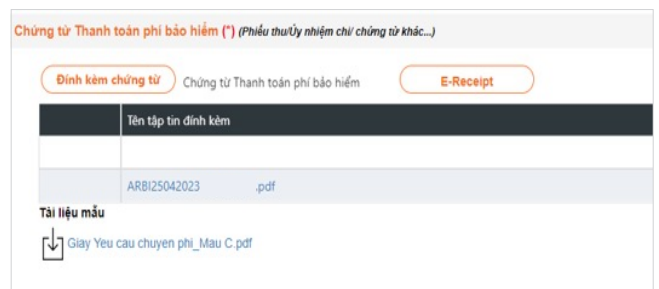 Chứng từ Thanh toán phí bảo hiểm (*) (Phiếu thu/Ủy nhiệm chi/ chứng từ khác...)
Đính kèm chứng từ Chứng từ Thanh toán phí bảo hiểm E-Receipt
Tên tập tin đính kèm
ARBI25042023 .pdf
Tài liệu mẫu
Giay Yeu cau chuyen phi_Mau C.pdf